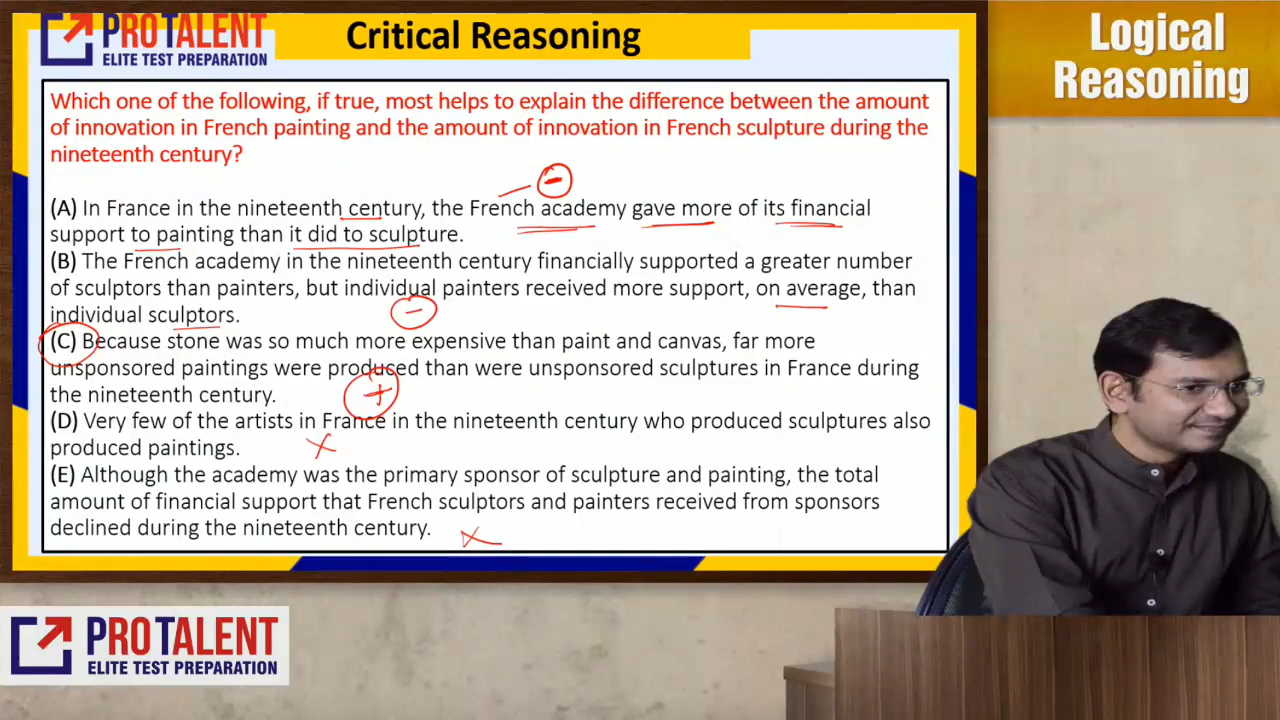 PROTALENT
ELITE TEST PREPARATION
Critical Reasoning
Logical
Reasoning
Which one of the following, if true, most helps to explain the difference between the amount
of innovation in French painting and the amount of innovation in French sculpture during the
nineteenth century?
(A) In France in the nineteenth century, the French academy gave more of its financial
support to painting than it did to sculpture.
(B) The French academy in the nineteenth century financially supported a greater number
of sculptors than painters, but individual painters received more support, on average, than
individual sculptors.
(C) Because stone was so much more expensive than paint and canvas, far more
unsponsored paintings were produced than were unsponsored sculptures in France during
the nineteenth century.
(D) Very few of the artists in France in the nineteenth century who produced sculptures also
produced paintings.
(E) Although the academy was the primary sponsor of sculpture and painting, the total
amount of financial support that French sculptors and painters received from sponsors
declined during the nineteenth century.
PROTALENT
ELITE TEST PREPARATION